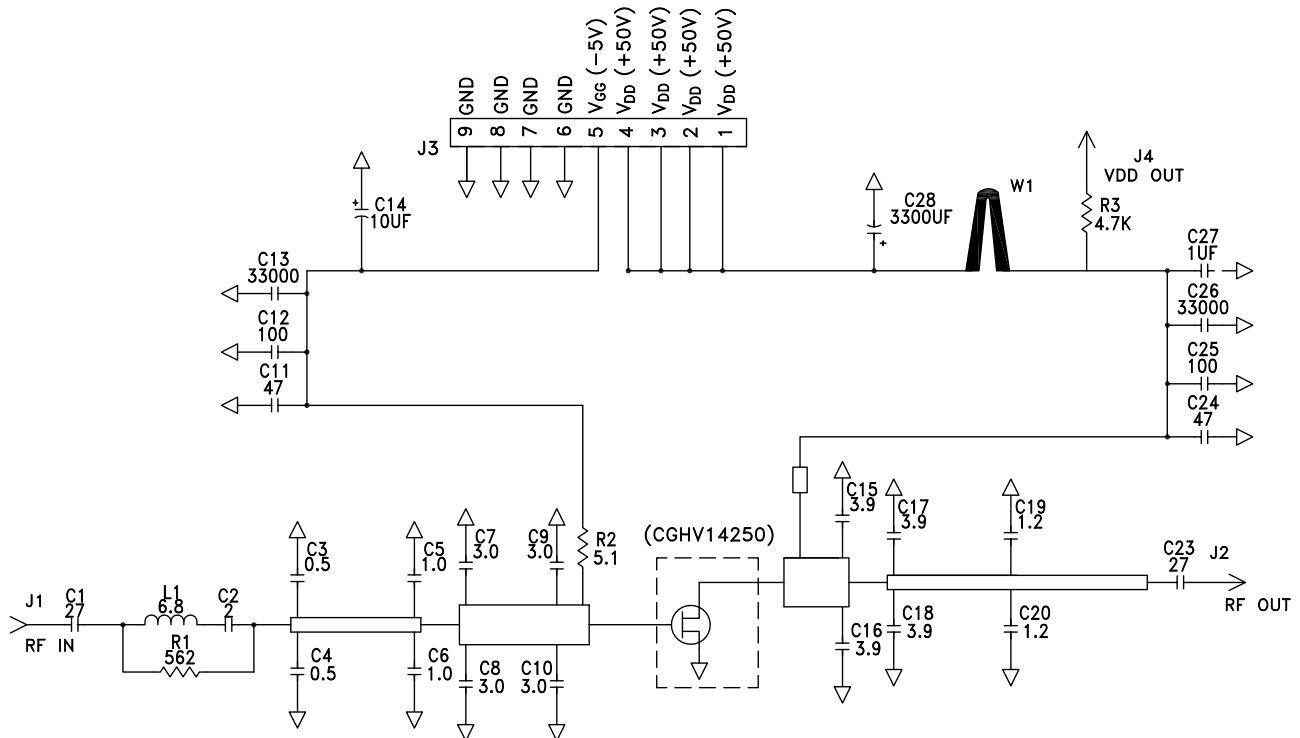 GND
GND
GND
GND
VGG (-5V)
VDD (+50V)
VDD (+50V)
VDD (+50V)
VDD (+50V)
9
8
7
6
5
4
3
2
1
J3
C14
10UF
C28
3300UF
W1
J4
VDD OUT
R3
4.7K
C13
33000
C12
100
C11
47
C27
1UF
C26
33000
C25
100
C24
47
J1
RF IN
C1
27
L1
6.8
C2
2
R1
562
C3
0.5
C4
0.5
C5
1.0
C6
1.0
C7
3.0
C8
3.0
C9
3.0
C10
3.0
R2
5.1
(CGHV14250)
C15
3.9
C16
3.9
C17
3.9
C18
3.9
C19
1.2
C20
1.2
C23
27
J2
RF OUT